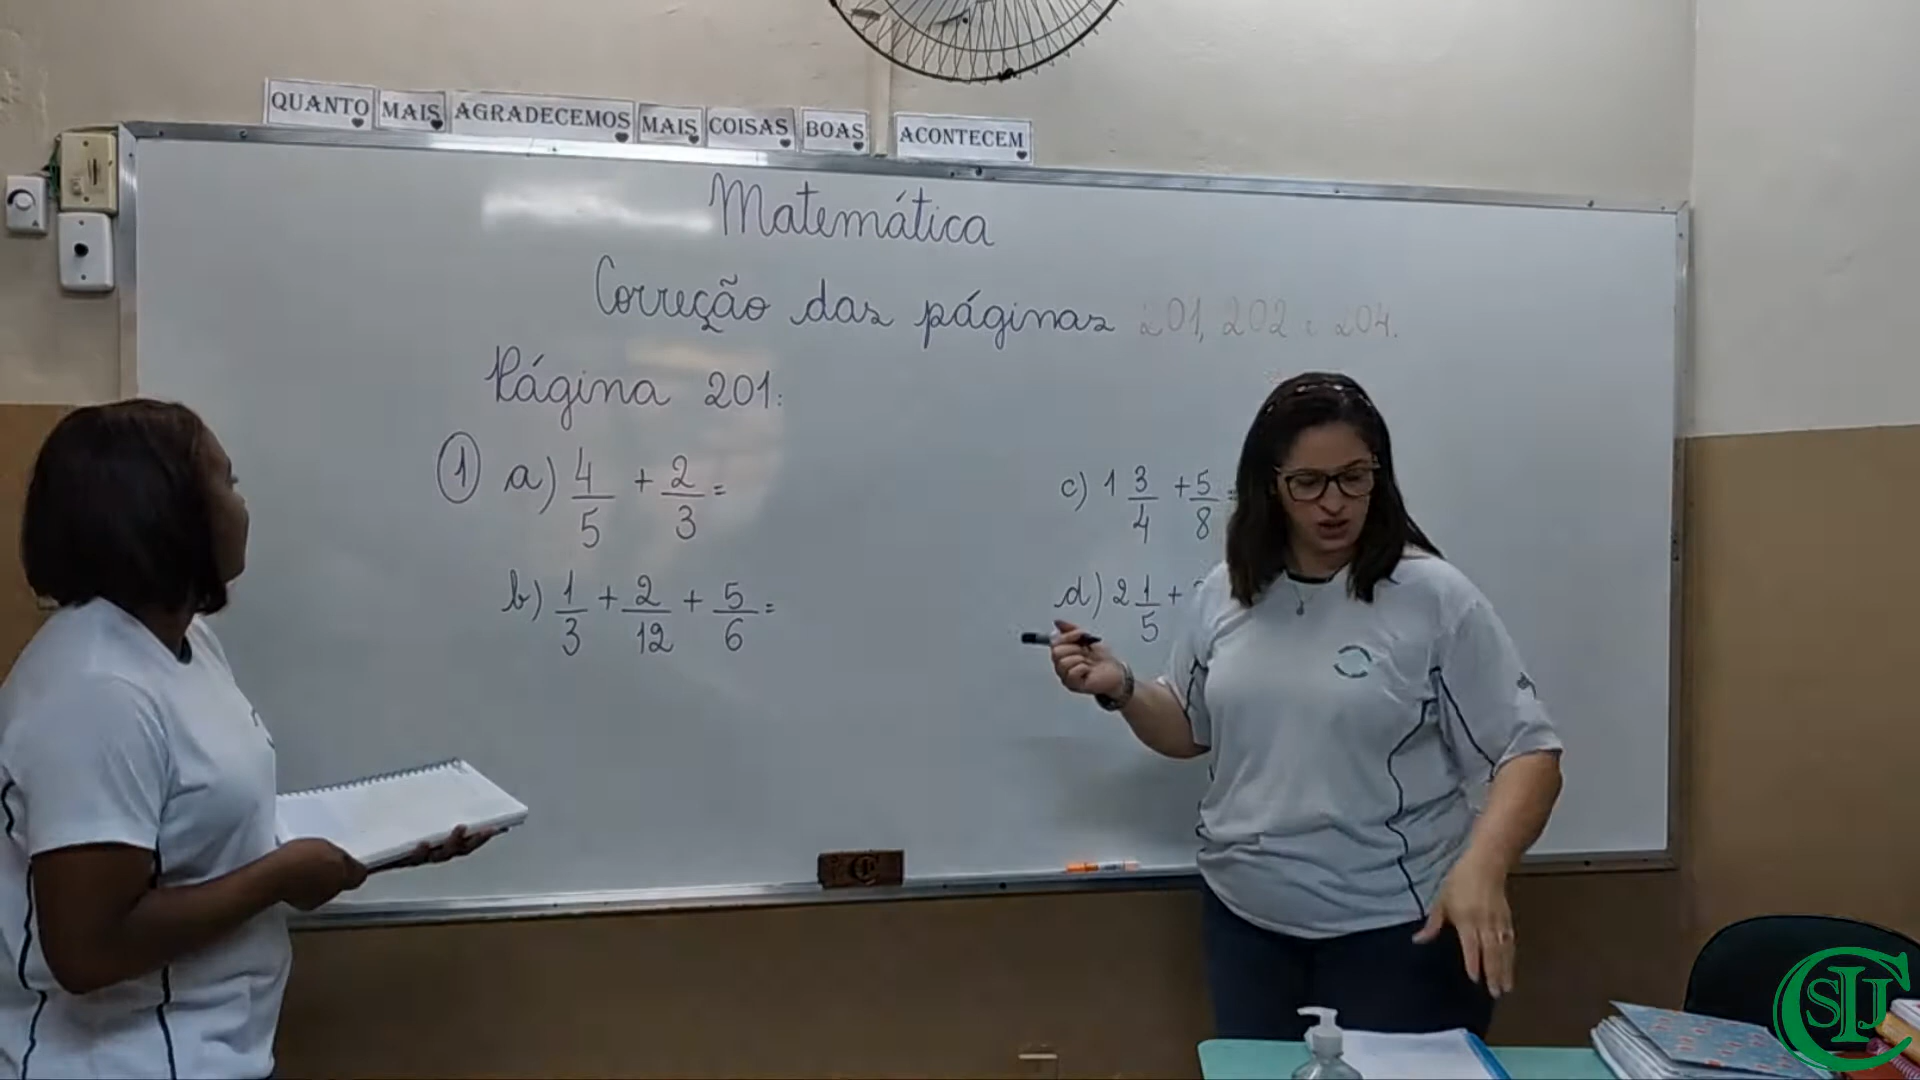 QUANTO MAIS AGRADECEMOS MAIS COISAS BOAS ACONTECEM
Matemática
Correção das páginas 201, 202 e 204.
Página 201:
1 a) 4/5 + 2/3 =
c) 1 3/4 + 5/8 =
b) 1/3 + 2/12 + 5/6 =
d) 2 1/5 +